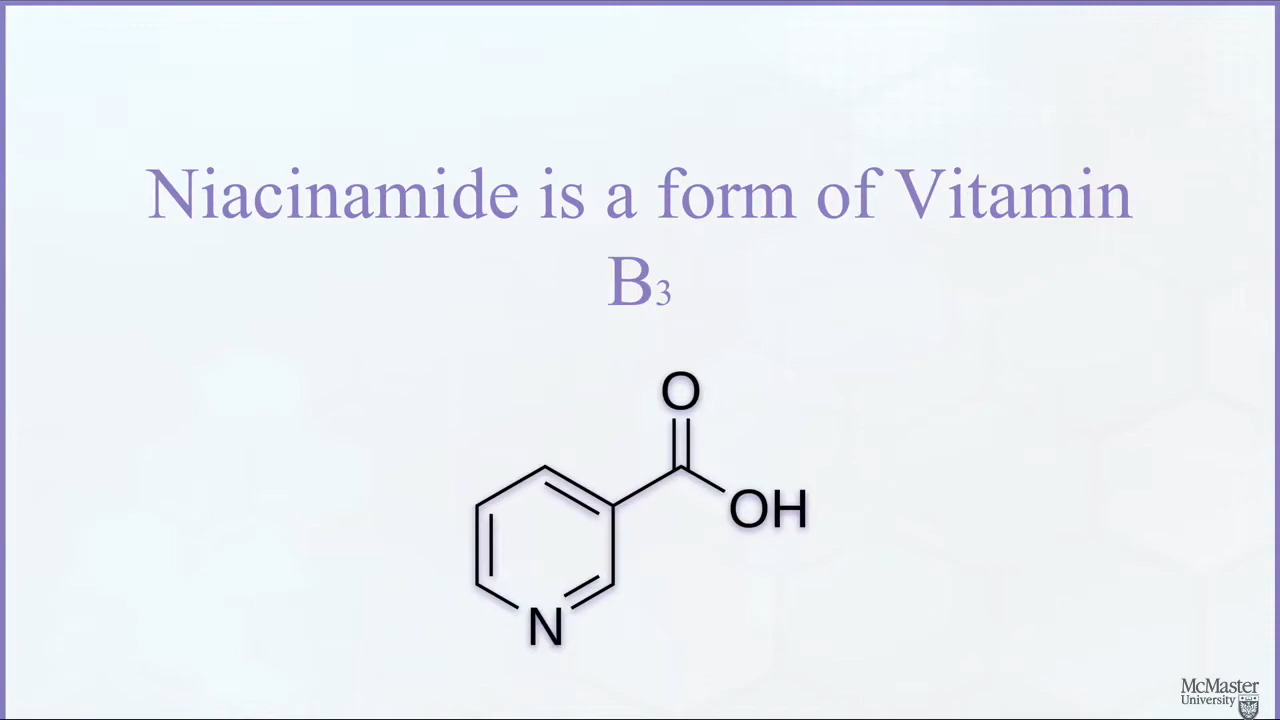 Niacinamide is a form of Vitamin
B₃
O
OH
N
McMaster
University